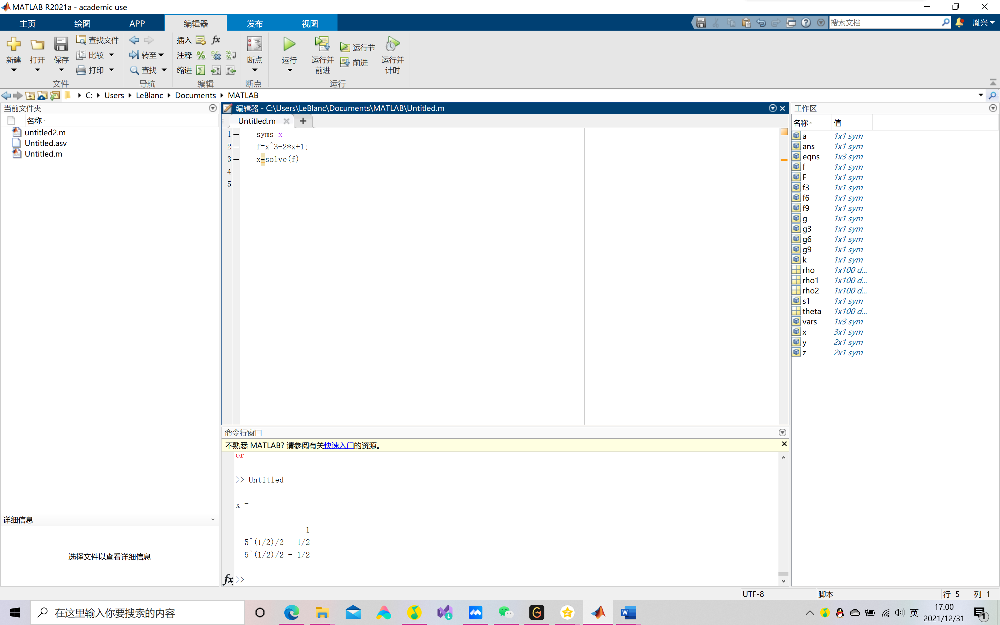 MATLAB R2021a - academic use
主页 绘图 APP 编辑器 发布 视图 搜索文档 胤兴
新建 打开 保存 查找文件 比较 打印 转至 查找 插入 fx 注释 缩进 断点 运行 运行并前进 运行节 前进 运行并计时
文件 导航 编辑 断点 运行
C: Users LeBlanc Documents MATLAB
当前文件夹
名称
untitled2.m
Untitled.asv
Untitled.m
详细信息
选择文件以查看详细信息
编辑器 - C:\Users\LeBlanc\Documents\MATLAB\Untitled.m
Untitled.m
1 syms x
2 f=x^3-2*x+1;
3 x=solve(f)
4
5
命令行窗口
不熟悉 MATLAB? 请参阅有关快速入门的资源。
or
>> Untitled
x =
1
- 5^(1/2)/2 - 1/2
5^(1/2)/2 - 1/2
fx >>
工作区
名称 值
a 1x1 sym
ans 1x1 sym
eqns 1x3 sym
f 1x1 sym
F 1x1 sym
f3 1x1 sym
f6 1x1 sym
f9 1x1 sym
g 1x1 sym
g3 1x1 sym
g6 1x1 sym
g9 1x1 sym
k 1x1 sym
rho 1x100 d...
rho1 1x100 d...
rho2 1x100 d...
s1 1x1 sym
theta 1x100 d...
vars 1x3 sym
x 3x1 sym
y 2x1 sym
z 2x1 sym
UTF-8 脚本 行 5 列 1
在这里输入你要搜索的内容
英
17:00
2021/12/31
1